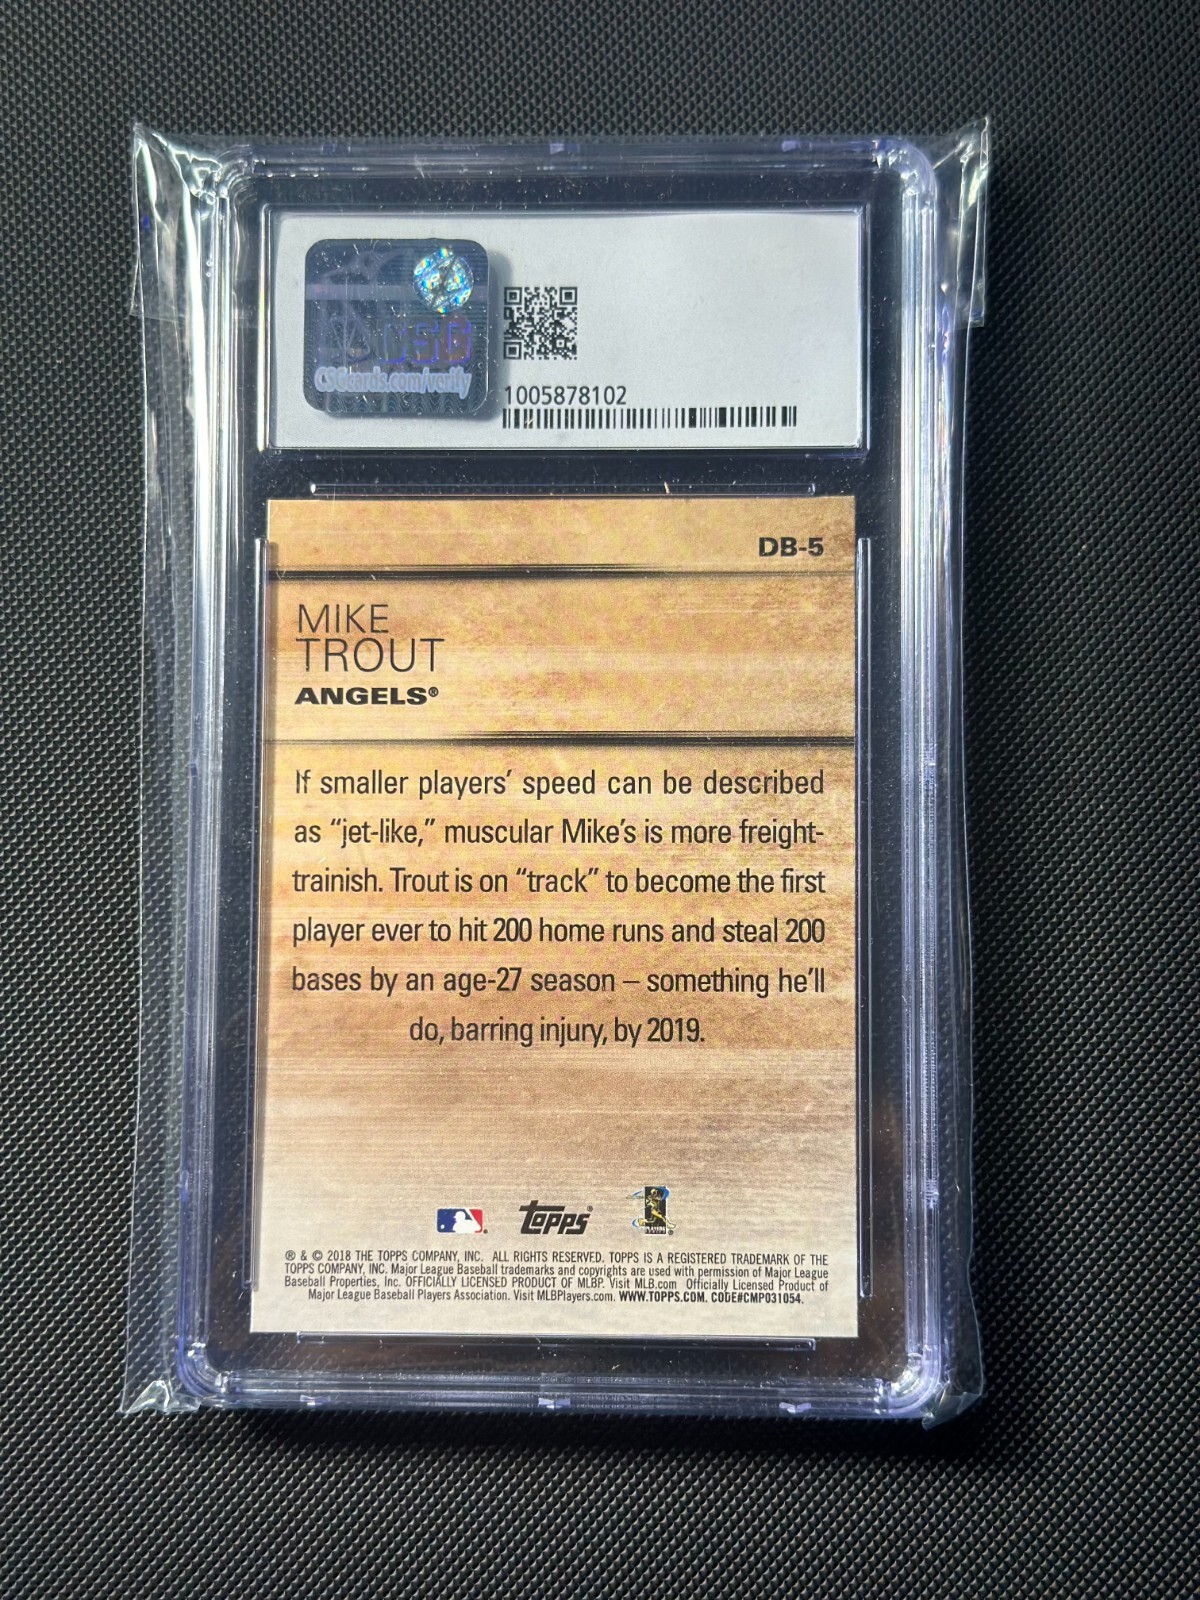 CSG
CSGcards.com/verify
1005878102
DB-5
MIKE
TROUT
ANGELS®
If smaller players' speed can be described
as “jet-like,” muscular Mike's is more freight-
trainish. Trout is on “track” to become the first
player ever to hit 200 home runs and steal 200
bases by an age-27 season – something he'll
do, barring injury, by 2019.
topps®
® & © 2018 THE TOPPS COMPANY, INC. ALL RIGHTS RESERVED. TOPPS IS A REGISTERED TRADEMARK OF THE
TOPPS COMPANY, INC. Major League Baseball trademarks and copyrights are used with permission of Major League
Baseball Properties, Inc. OFFICIALLY LICENSED PRODUCT OF MLBP. Visit MLB.com Officially Licensed Product of
Major League Baseball Players Association. Visit MLBPlayers.com. WWW.TOPPS.COM. CODE#CMP031054.